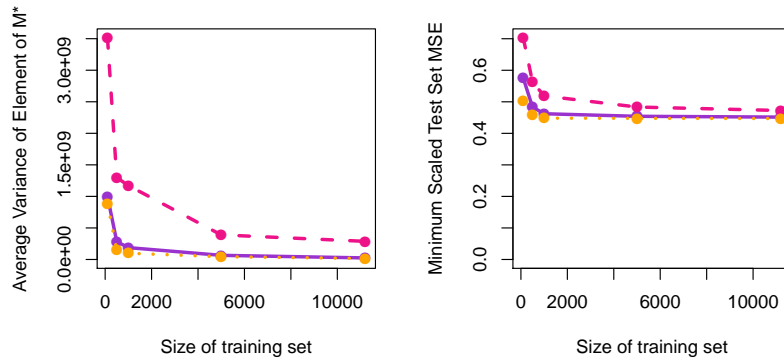 Average Variance of Element of M*
0.0e+00
1.5e+09
3.0e+09
0
2000
6000
10000
Size of training set
Minimum Scaled Test Set MSE
0.0
0.2
0.4
0.6
0
2000
6000
10000
Size of training set